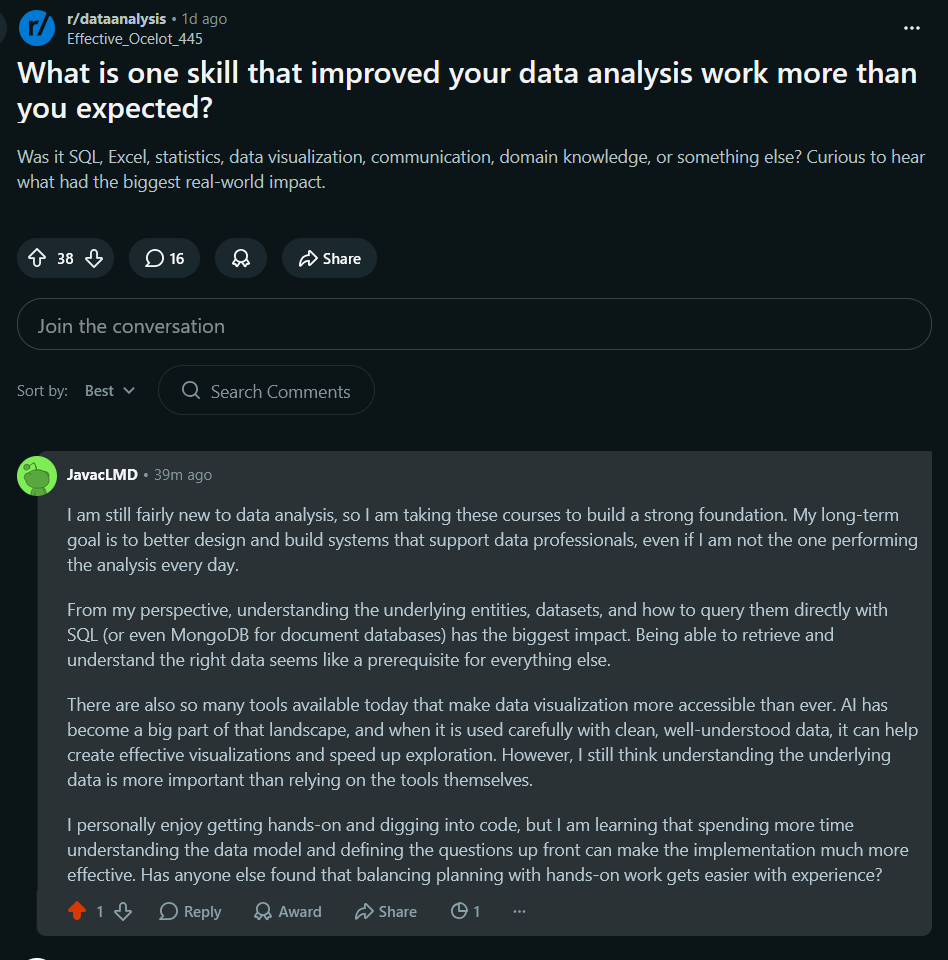 r/dataanalysis • 1d ago
Effective_Ocelot_445
What is one skill that improved your data analysis work more than
you expected?
Was it SQL, Excel, statistics, data visualization, communication, domain knowledge, or something else? Curious to hear
what had the biggest real-world impact.
38
16
Share
Join the conversation
Sort by: Best
Search Comments
JavacLMD • 39m ago
I am still fairly new to data analysis, so I am taking these courses to build a strong foundation. My long-term
goal is to better design and build systems that support data professionals, even if I am not the one performing
the analysis every day.
From my perspective, understanding the underlying entities, datasets, and how to query them directly with
SQL (or even MongoDB for document databases) has the biggest impact. Being able to retrieve and
understand the right data seems like a prerequisite for everything else.
There are also so many tools available today that make data visualization more accessible than ever. AI has
become a big part of that landscape, and when it is used carefully with clean, well-understood data, it can help
create effective visualizations and speed up exploration. However, I still think understanding the underlying
data is more important than relying on the tools themselves.
I personally enjoy getting hands-on and digging into code, but I am learning that spending more time
understanding the data model and defining the questions up front can make the implementation much more
effective. Has anyone else found that balancing planning with hands-on work gets easier with experience?
1
Reply
Award
Share
1